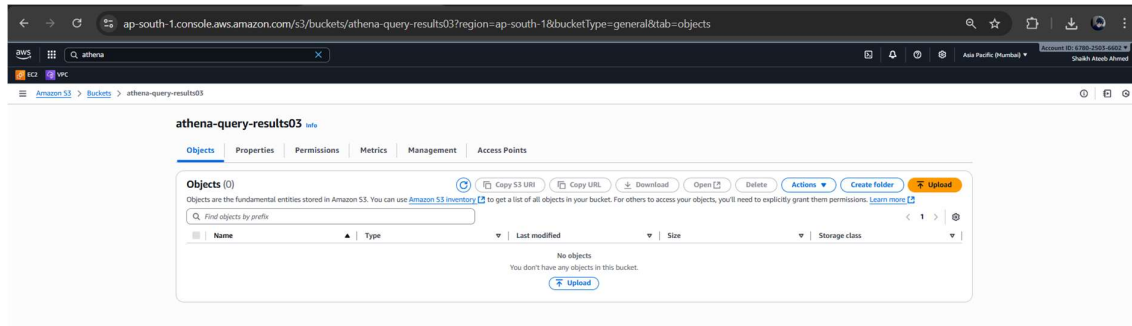 ap-south-1.console.aws.amazon.com/s3/buckets/athena-query-results03?region=ap-south-1&bucketType=general&tab=objects
aws athena Asia Pacific (Mumbai) Account ID: 6780-2503-6602
Shaikh Ateeb Ahmed
EC2 VPC
Amazon S3 > Buckets > athena-query-results03
athena-query-results03 Info
Objects Properties Permissions Metrics Management Access Points
Objects (0) Copy S3 URI Copy URL Download Open Delete Actions Create folder Upload
Objects are the fundamental entities stored in Amazon S3. You can use Amazon S3 inventory to get a list of all objects in your bucket. For others to access your objects, you'll need to explicitly grant them permissions. Learn more
Find objects by prefix < 1 >
Name Type Last modified Size Storage class
No objects
You don't have any objects in this bucket.
Upload